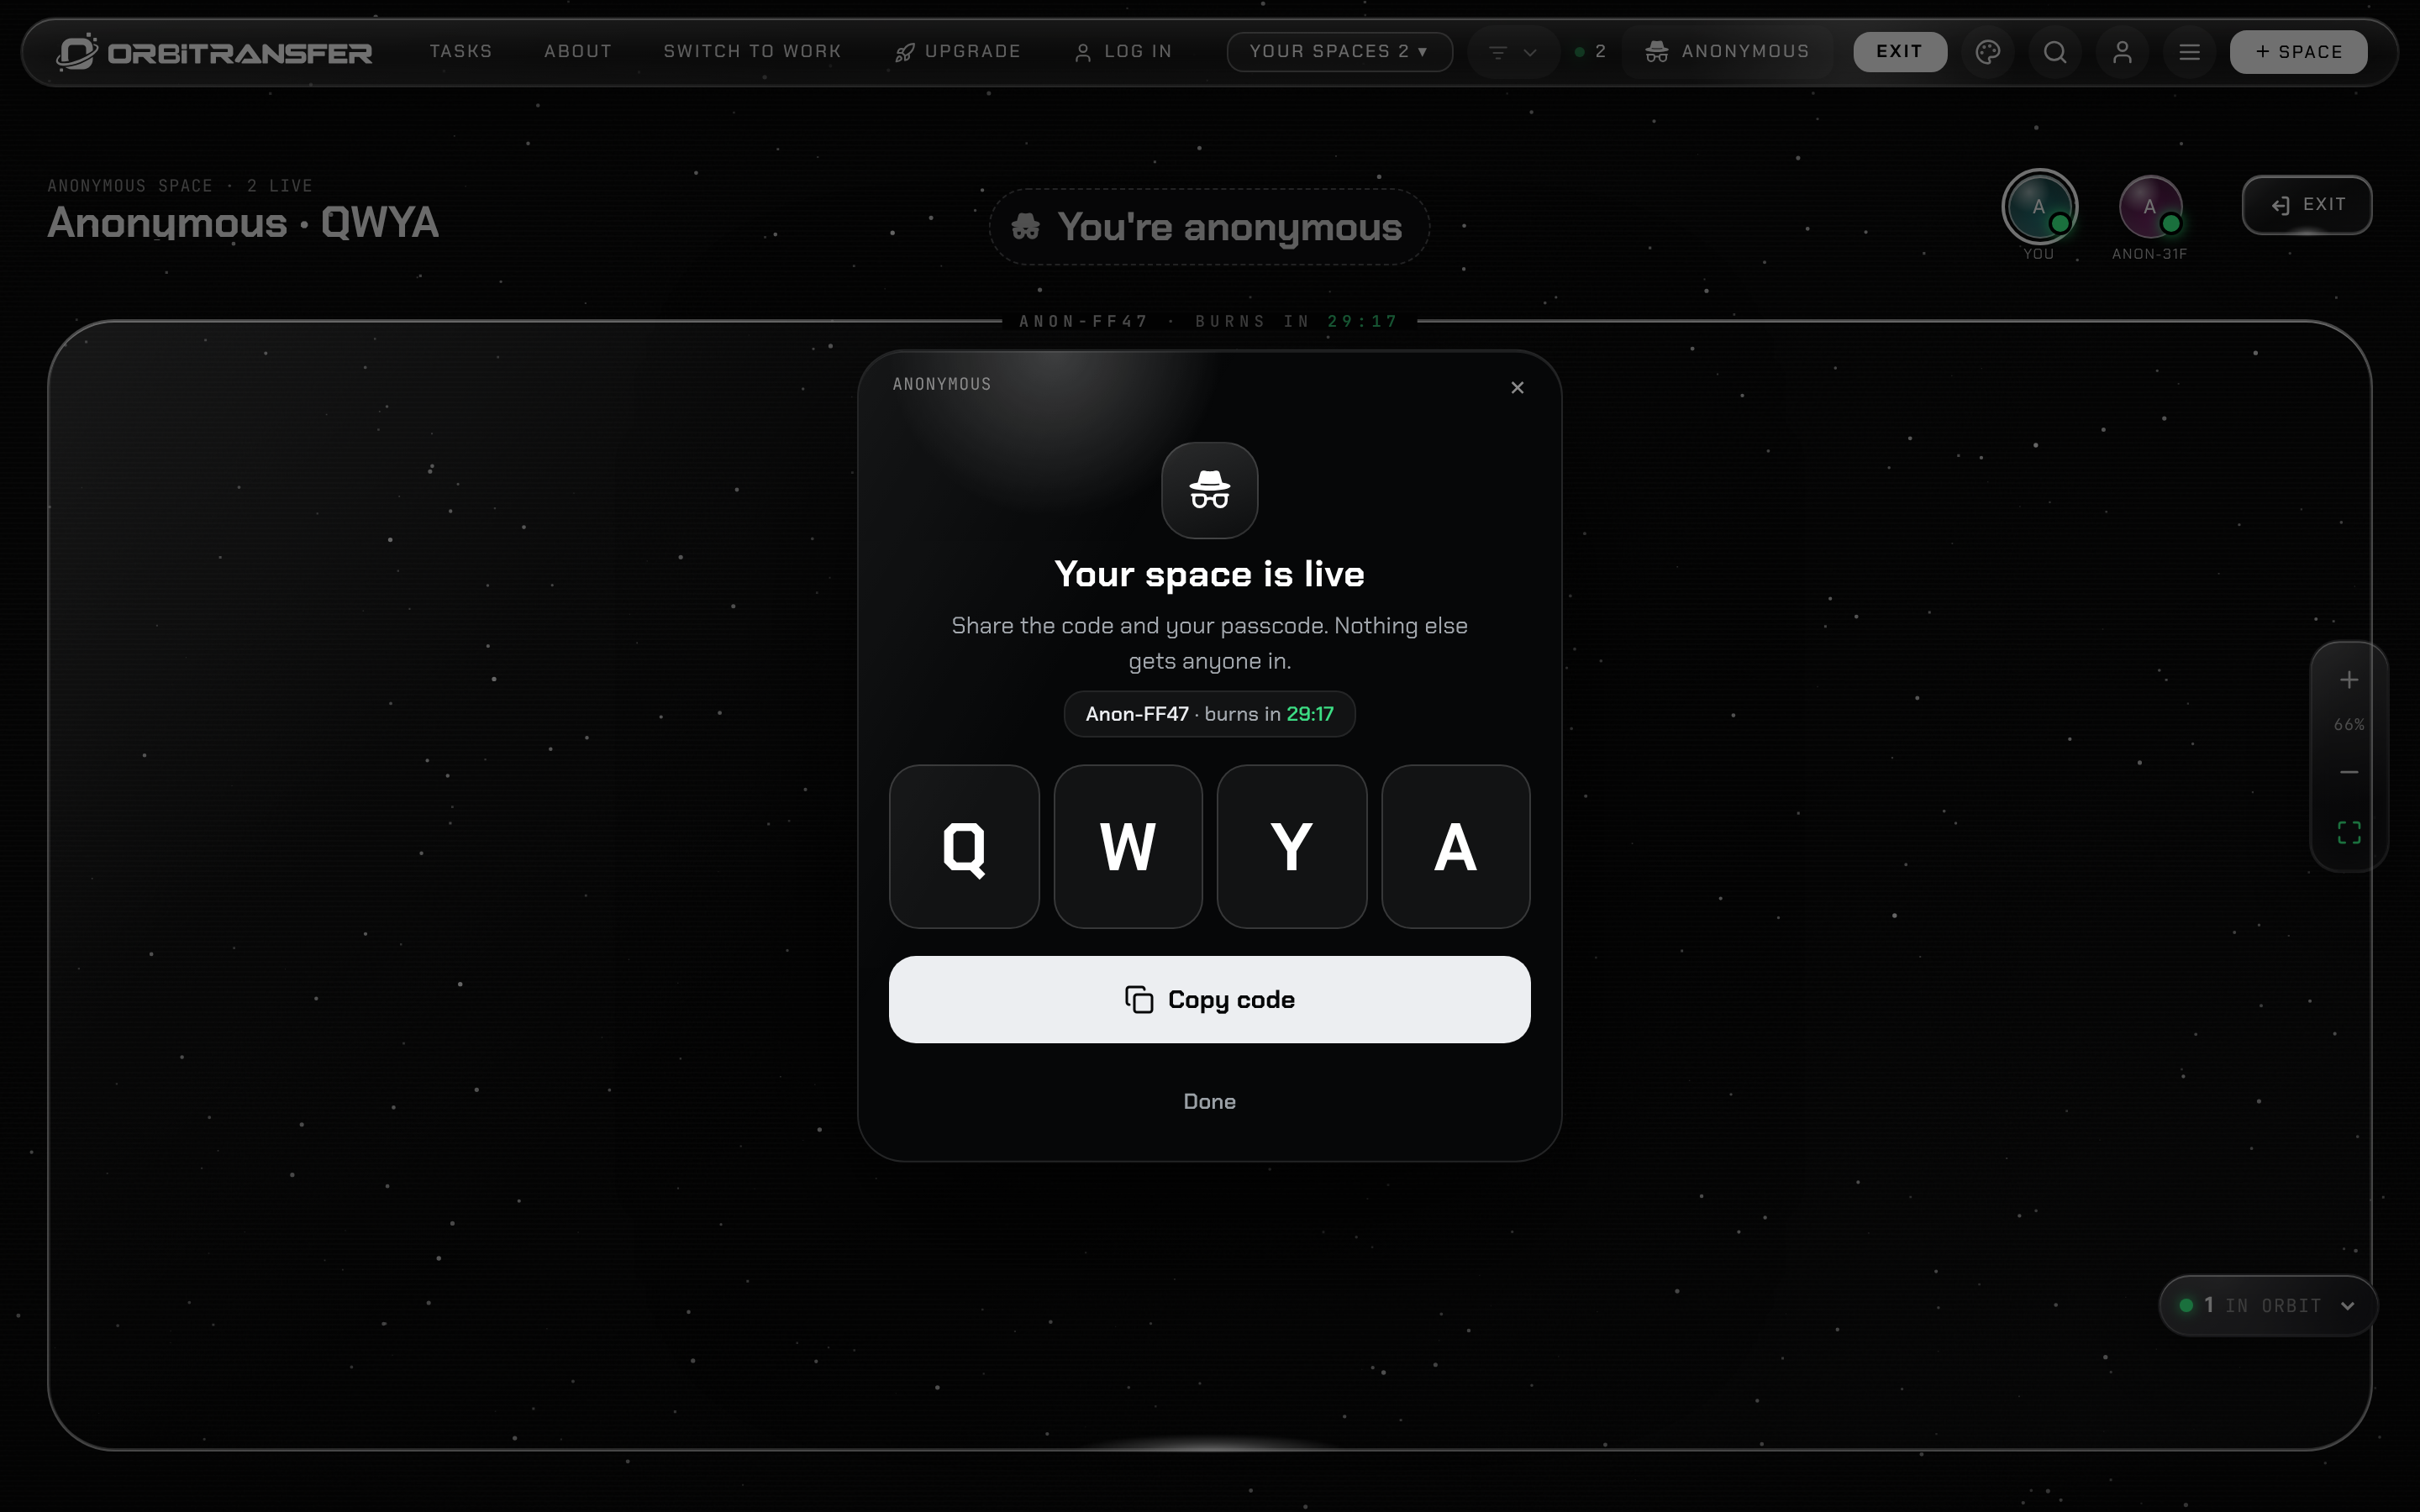 ORBITRANSFER TASKS ABOUT SWITCH TO WORK UPGRADE LOG IN YOUR SPACES 2 ▾ 2 ANONYMOUS EXIT + SPACE
ANONYMOUS SPACE · 2 LIVE
Anonymous · QWYA
You're anonymous
A
YOU
A
ANON-31F
EXIT
ANON-FF47 · BURNS IN 29:17
ANONYMOUS
Your space is live
Share the code and your passcode. Nothing else
gets anyone in.
Anon-FF47 · burns in 29:17
Q W Y A
Copy code
Done
66%
1 IN ORBIT